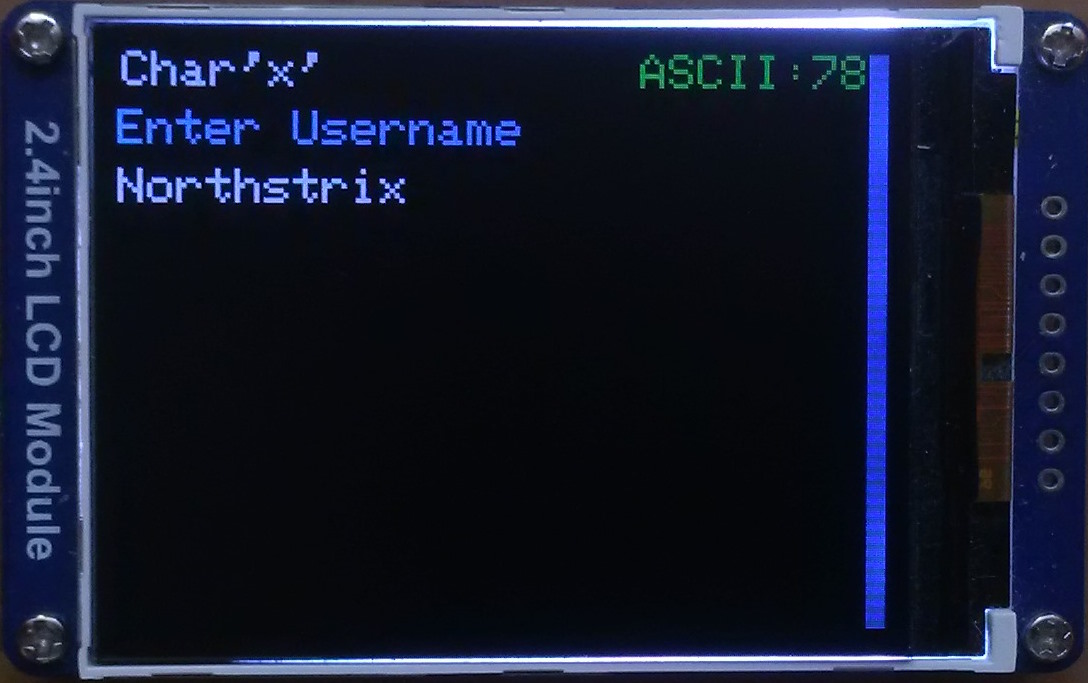 Char'x' ASCII:78
Enter Username
Northstrix
2.4inch LCD Module